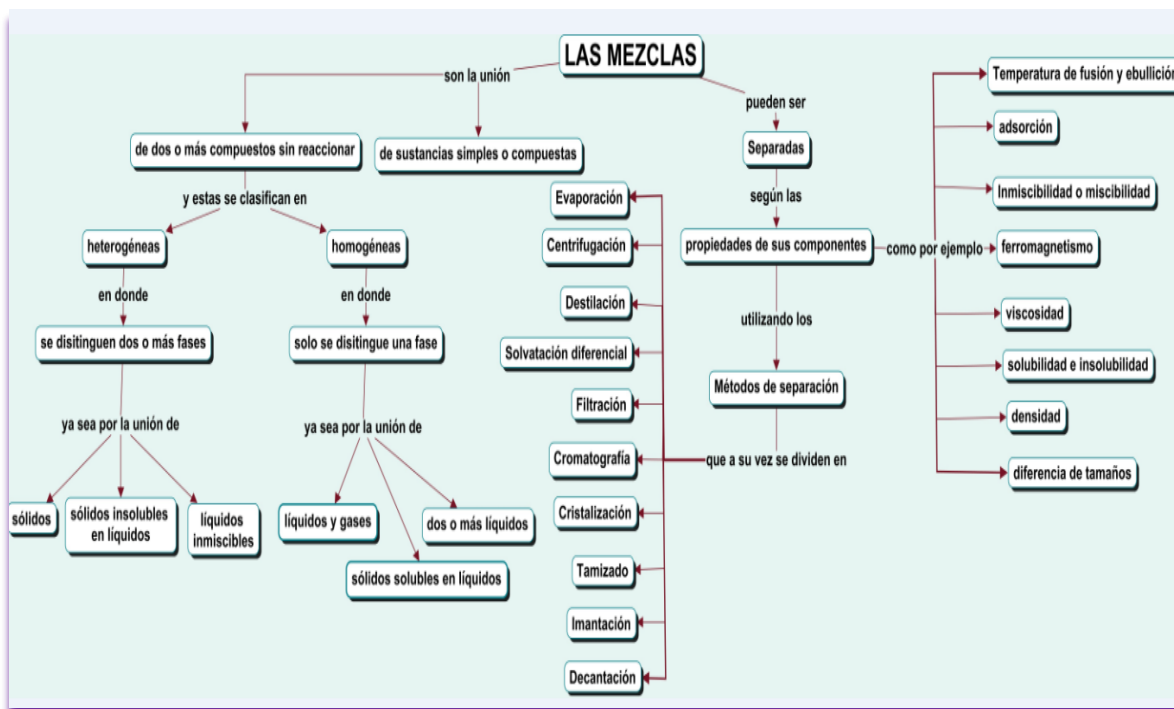 LAS MEZCLAS
son la unión
de dos o más compuestos sin reaccionar
de sustancias simples o compuestas
y estas se clasifican en
heterogéneas
homogéneas
en donde
en donde
se disitinguen dos o más fases
solo se disitingue una fase
ya sea por la unión de
ya sea por la unión de
sólidos
sólidos insolubles
en líquidos
líquidos
inmiscibles
líquidos y gases
dos o más líquidos
sólidos solubles en líquidos
pueden ser
Separadas
según las
propiedades de sus componentes
utilizando los
Métodos de separación
que a su vez se dividen en
Evaporación
Centrifugación
Destilación
Solvatación diferencial
Filtración
Cromatografía
Cristalización
Tamizado
Imantación
Decantación
como por ejemplo
Temperatura de fusión y ebullición
adsorción
Inmiscibilidad o miscibilidad
ferromagnetismo
viscosidad
solubilidad e insolubilidad
densidad
diferencia de tamaños